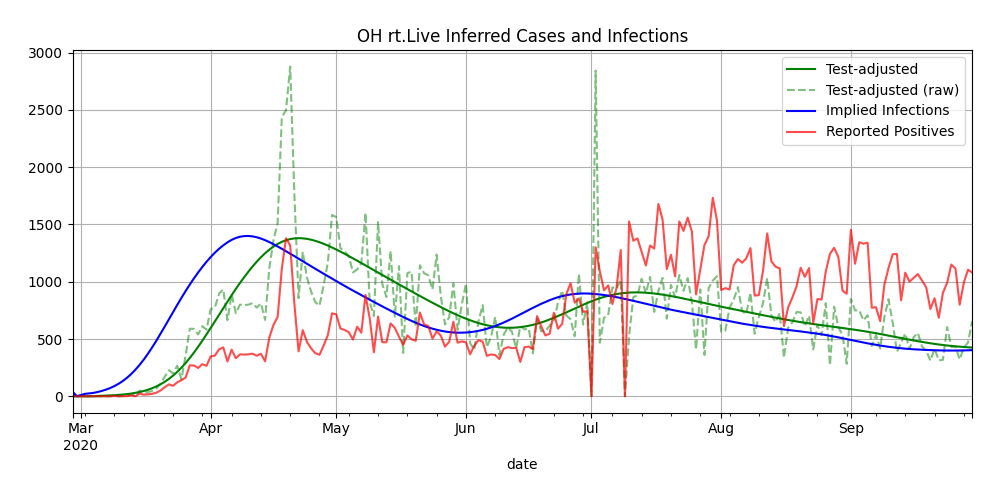 OH rt.Live Inferred Cases and Infections
3000
2500
2000
1500
1000
500
0
Test-adjusted
Test-adjusted (raw)
Implied Infections
Reported Positives
Mar Apr May Jun Jul Aug Sep
2020
date